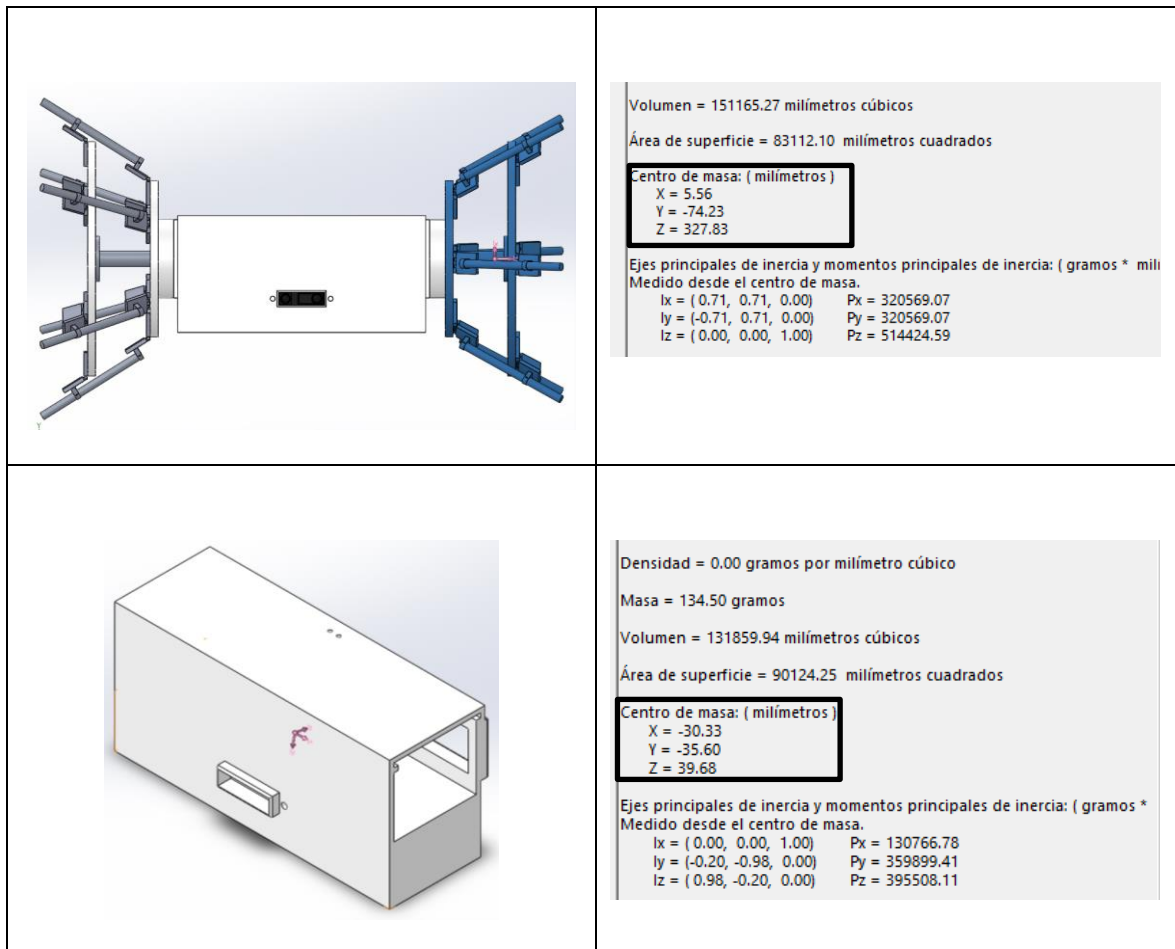 Volumen = 151165.27 milímetros cúbicos
Área de superficie = 83112.10 milímetros cuadrados
Centro de masa: ( milímetros )
X = 5.56
Y = -74.23
Z = 327.83
Ejes principales de inercia y momentos principales de inercia: ( gramos * mili
Medido desde el centro de masa.
Ix = ( 0.71, 0.71, 0.00) Px = 320569.07
Iy = (-0.71, 0.71, 0.00) Py = 320569.07
Iz = ( 0.00, 0.00, 1.00) Pz = 514424.59
Y
Densidad = 0.00 gramos por milímetro cúbico
Masa = 134.50 gramos
Volumen = 131859.94 milímetros cúbicos
Área de superficie = 90124.25 milímetros cuadrados
Centro de masa: ( milímetros )
X = -30.33
Y = -35.60
Z = 39.68
Ejes principales de inercia y momentos principales de inercia: ( gramos *
Medido desde el centro de masa.
Ix = ( 0.00, 0.00, 1.00) Px = 130766.78
Iy = (-0.20, -0.98, 0.00) Py = 359899.41
Iz = ( 0.98, -0.20, 0.00) Pz = 395508.11